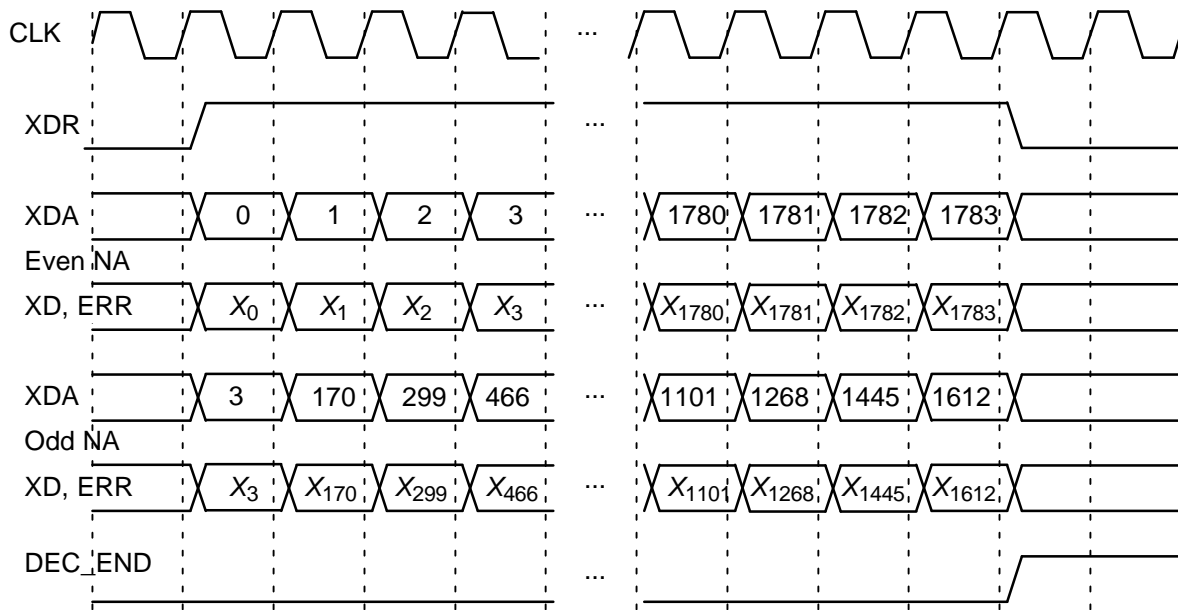 CLK ...
XDR ...
XDA 0 1 2 3 ... 1780 1781 1782 1783
Even NA
XD, ERR X0 X1 X2 X3 ... X1780 X1781 X1782 X1783
XDA 3 170 299 466 ... 1101 1268 1445 1612
Odd NA
XD, ERR X3 X170 X299 X466 ... X1101 X1268 X1445 X1612
DEC_END ...